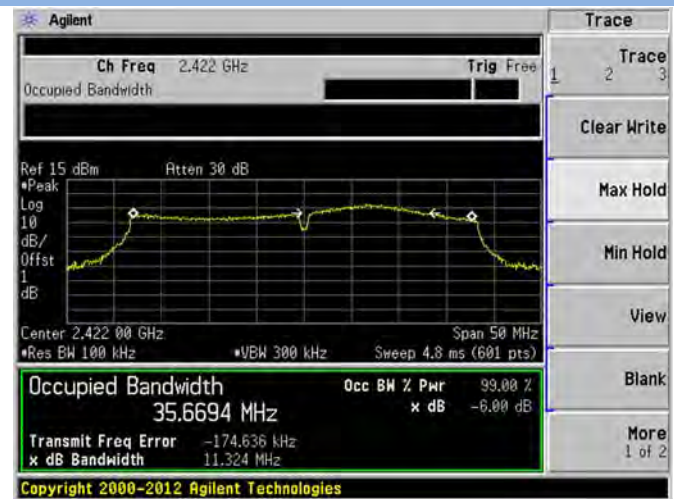 Agilent
Trace
Ch Freq 2.422 GHz Trig Free
Occupied Bandwidth
Trace
1 2 3
Clear Write
Max Hold
Min Hold
View
Blank
More
1 of 2
Ref 15 dBm Atten 30 dB
*Peak
Log
10
dB/
Offst
1
dB
Center 2.422 00 GHz Span 50 MHz
*Res BW 100 kHz *VBW 300 kHz Sweep 4.8 ms (601 pts)
Occupied Bandwidth Occ BW % Pwr 99.00 %
35.6694 MHz x dB -6.00 dB
Transmit Freq Error -174.636 kHz
x dB Bandwidth 11.324 MHz
Copyright 2000-2012 Agilent Technologies